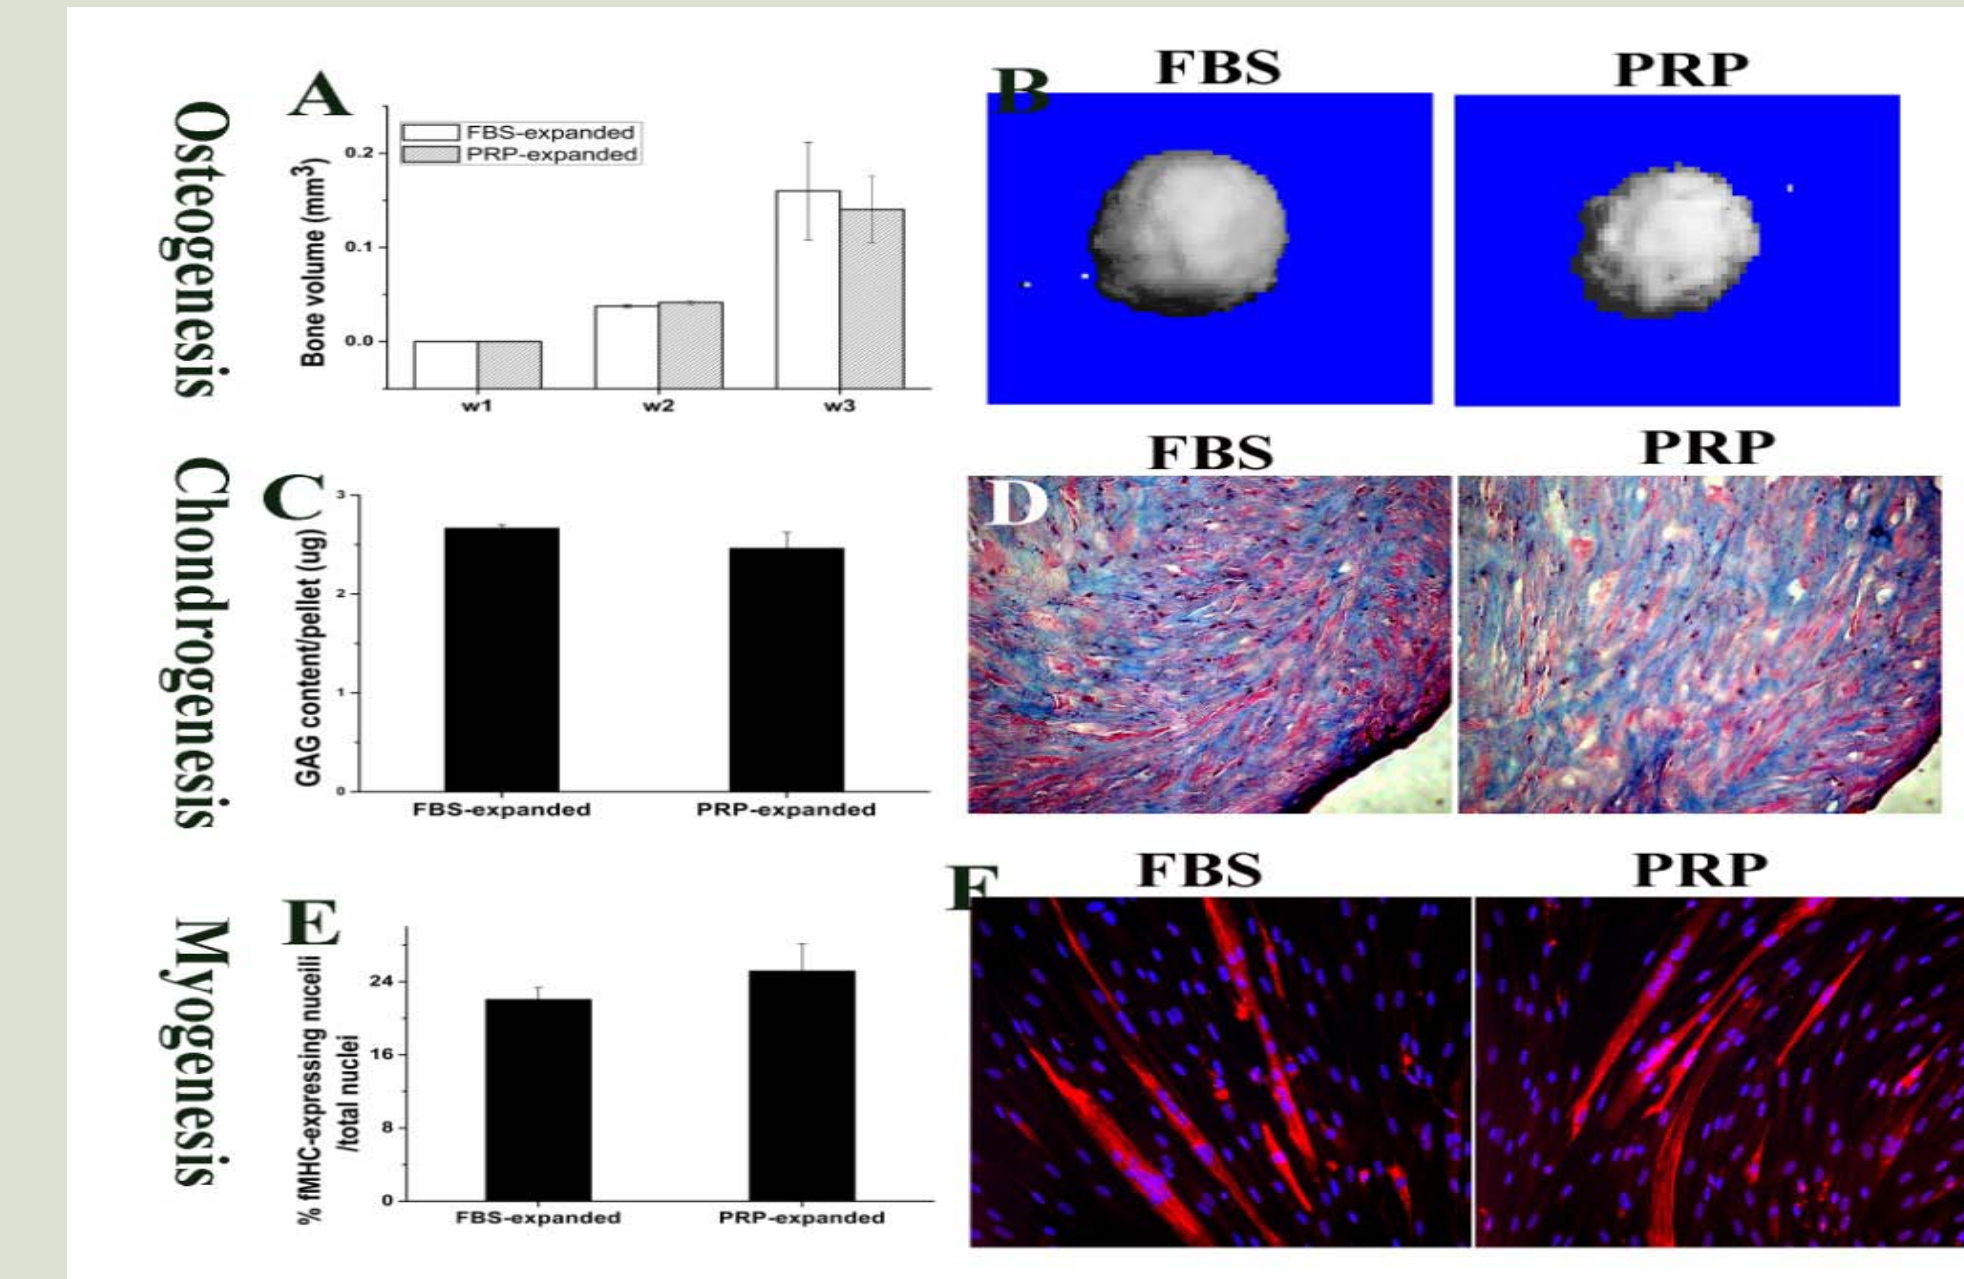 Osteogenesis
A
FBS-expanded
PRP-expanded
Bone volume (mm³)
0.2
0.1
0.0
w1 w2 w3
B
FBS PRP
Chondrogenesis
C
GAG content/pellet (ug)
3
2
1
0
FBS-expanded PRP-expanded
D
FBS PRP
Myogenesis
E
% fMHC-expressing nuceili
/total nuclei
24
16
8
0
FBS-expanded PRP-expanded
F
FBS PRP